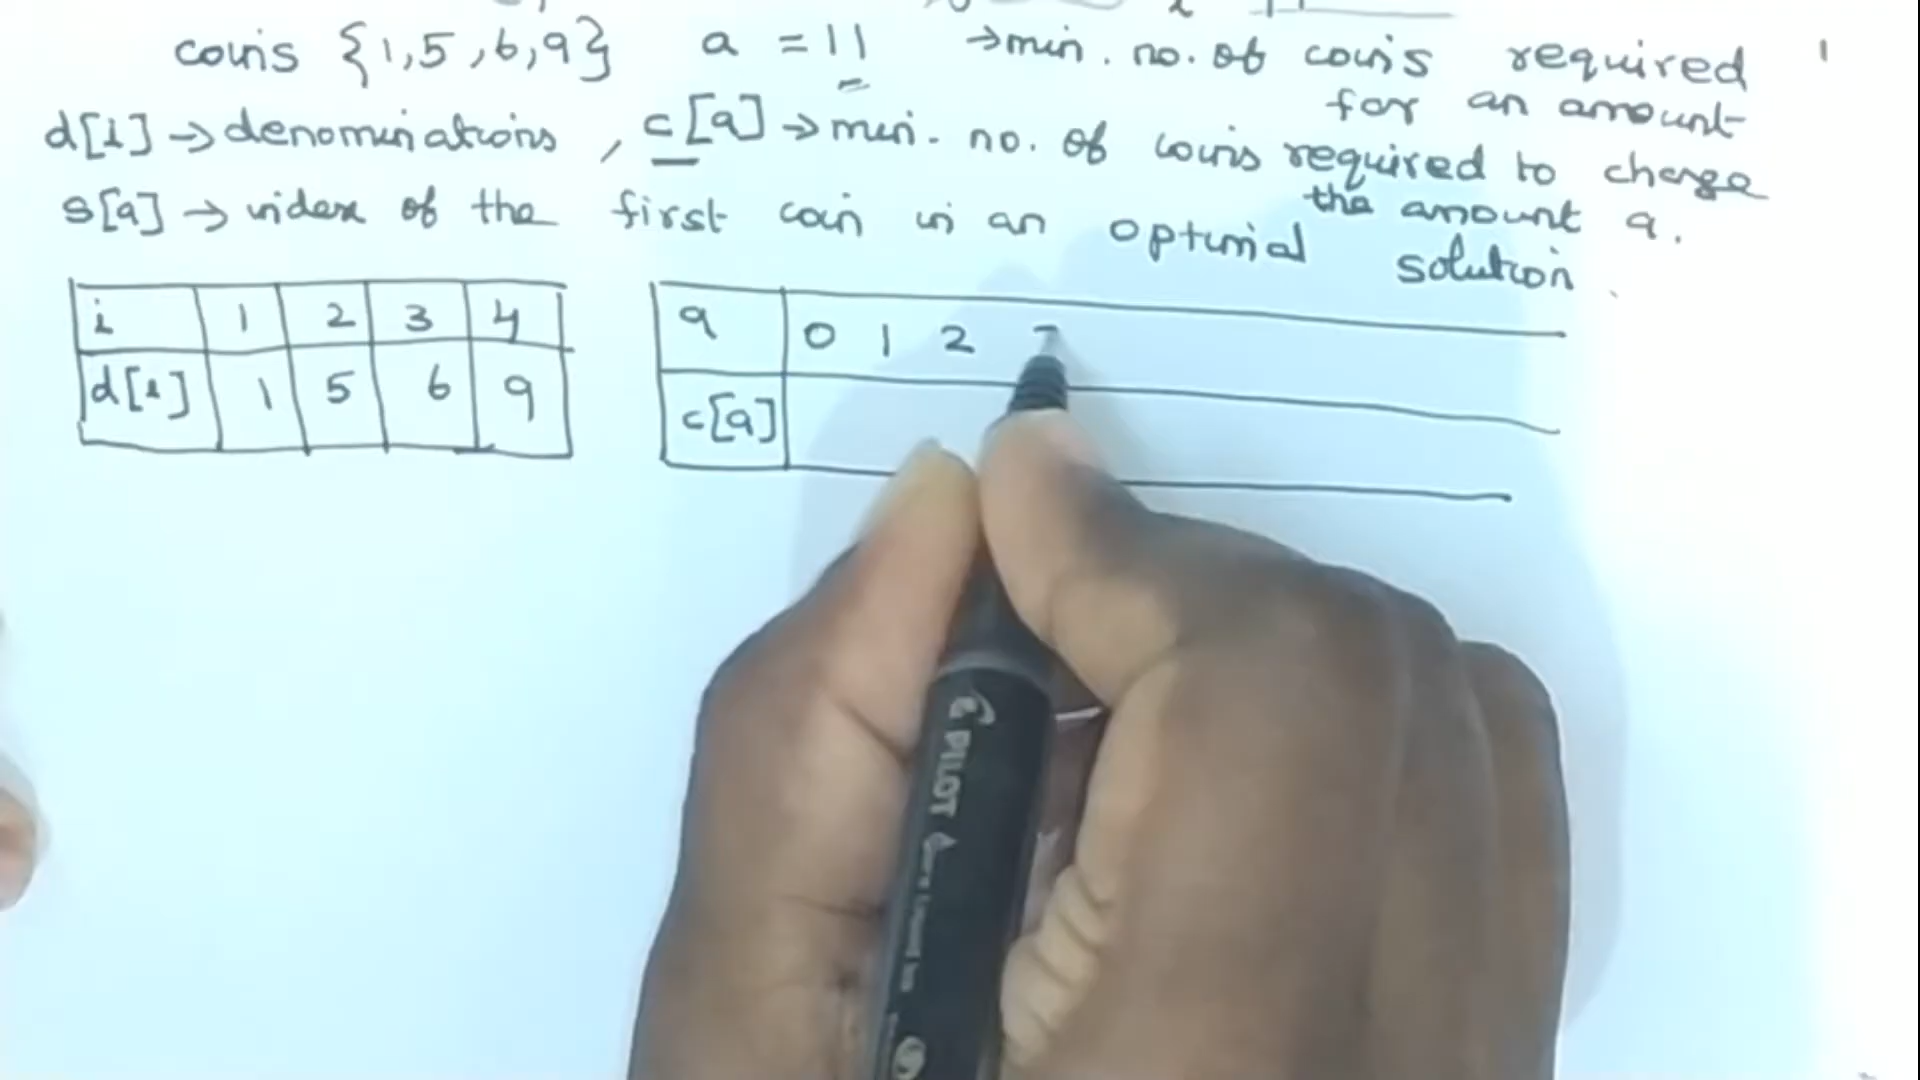 coins {1,5,6,9} a = 11 → min. no. of coins required
for an amount
d[i] → denominations, c[a] → min. no. of coins required to change
the amount a.
s[a] → index of the first coin in an optimal solution.
i 1 2 3 4
d[i] 1 5 6 9
a 0 1 2
c[a]
PILOT